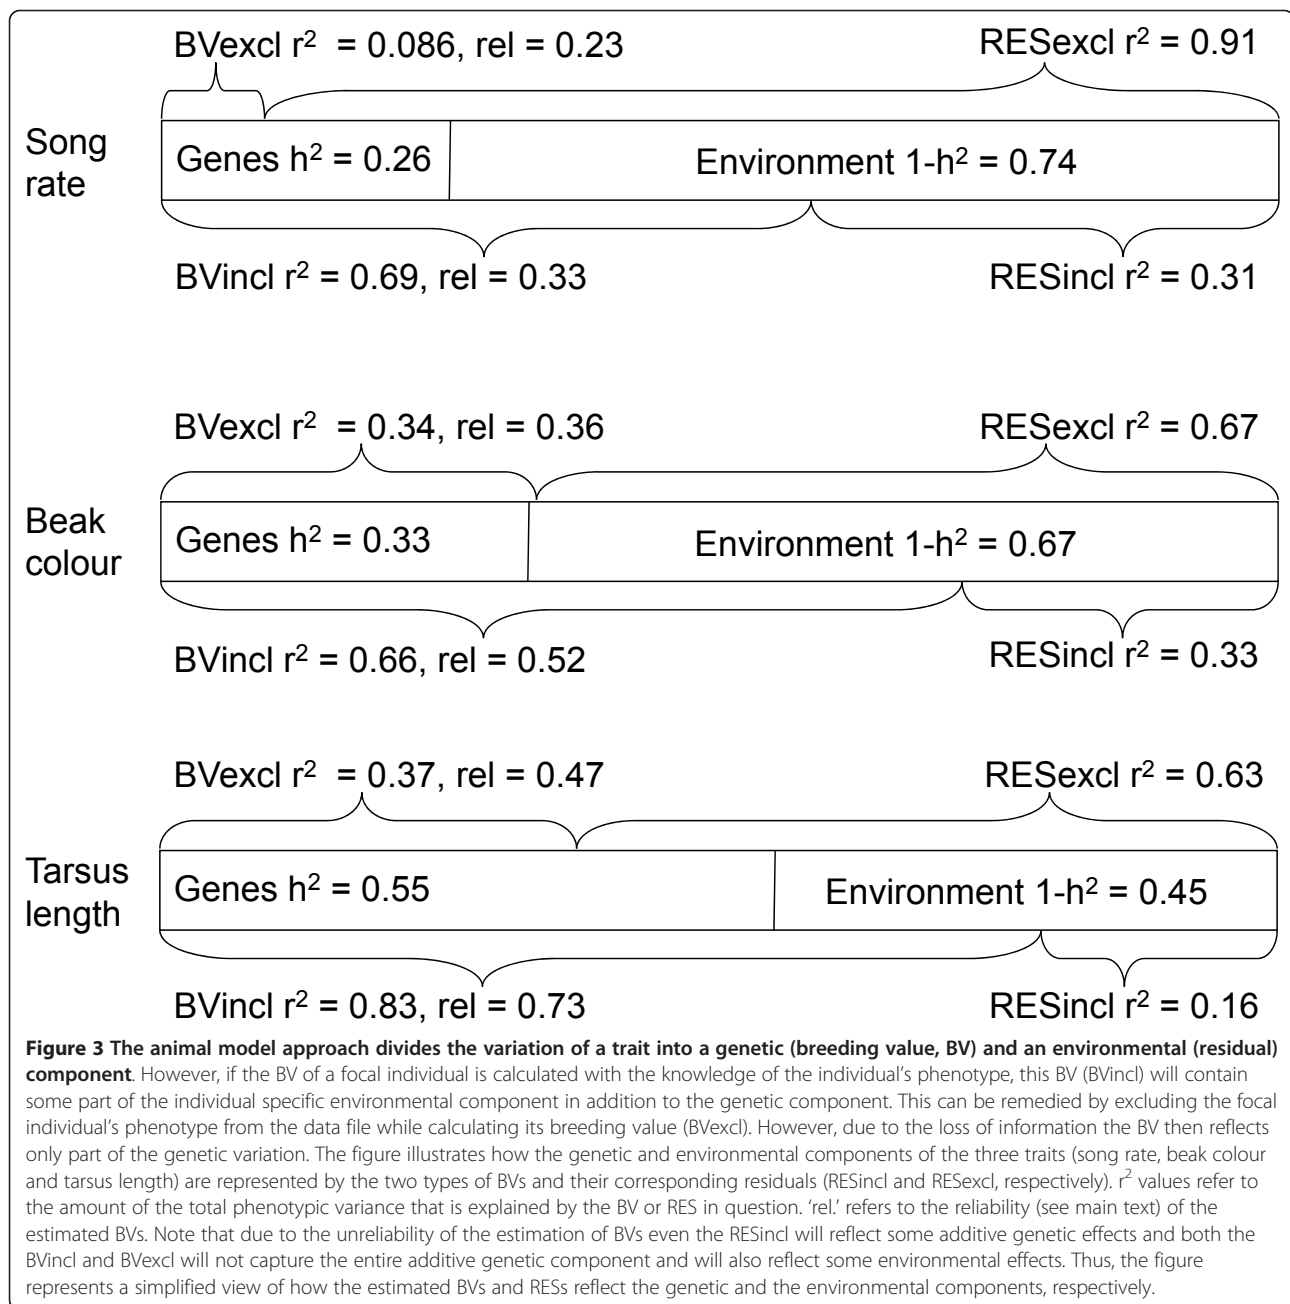 BVexcl r² = 0.086, rel = 0.23
RESexcl r² = 0.91
Song
rate
Genes h² = 0.26
Environment 1-h² = 0.74
BVincl r² = 0.69, rel = 0.33
RESincl r² = 0.31
BVexcl r² = 0.34, rel = 0.36
RESexcl r² = 0.67
Beak
colour
Genes h² = 0.33
Environment 1-h² = 0.67
BVincl r² = 0.66, rel = 0.52
RESincl r² = 0.33
BVexcl r² = 0.37, rel = 0.47
RESexcl r² = 0.63
Tarsus
length
Genes h² = 0.55
Environment 1-h² = 0.45
BVincl r² = 0.83, rel = 0.73
RESincl r² = 0.16
Figure 3 The animal model approach divides the variation of a trait into a genetic (breeding value, BV) and an environmental (residual)
component. However, if the BV of a focal individual is calculated with the knowledge of the individual's phenotype, this BV (BVincl) will contain
some part of the individual specific environmental component in addition to the genetic component. This can be remedied by excluding the focal
individual's phenotype from the data file while calculating its breeding value (BVexcl). However, due to the loss of information the BV then reflects
only part of the genetic variation. The figure illustrates how the genetic and environmental components of the three traits (song rate, beak colour
and tarsus length) are represented by the two types of BVs and their corresponding residuals (RESincl and RESexcl, respectively). r² values refer to
the amount of the total phenotypic variance that is explained by the BV or RES in question. 'rel.' refers to the reliability (see main text) of the
estimated BVs. Note that due to the unreliability of the estimation of BVs even the RESincl will reflect some additive genetic effects and both the
BVincl and BVexcl will not capture the entire additive genetic component and will also reflect some environmental effects. Thus, the figure
represents a simplified view of how the estimated BVs and RESs reflect the genetic and the environmental components, respectively.